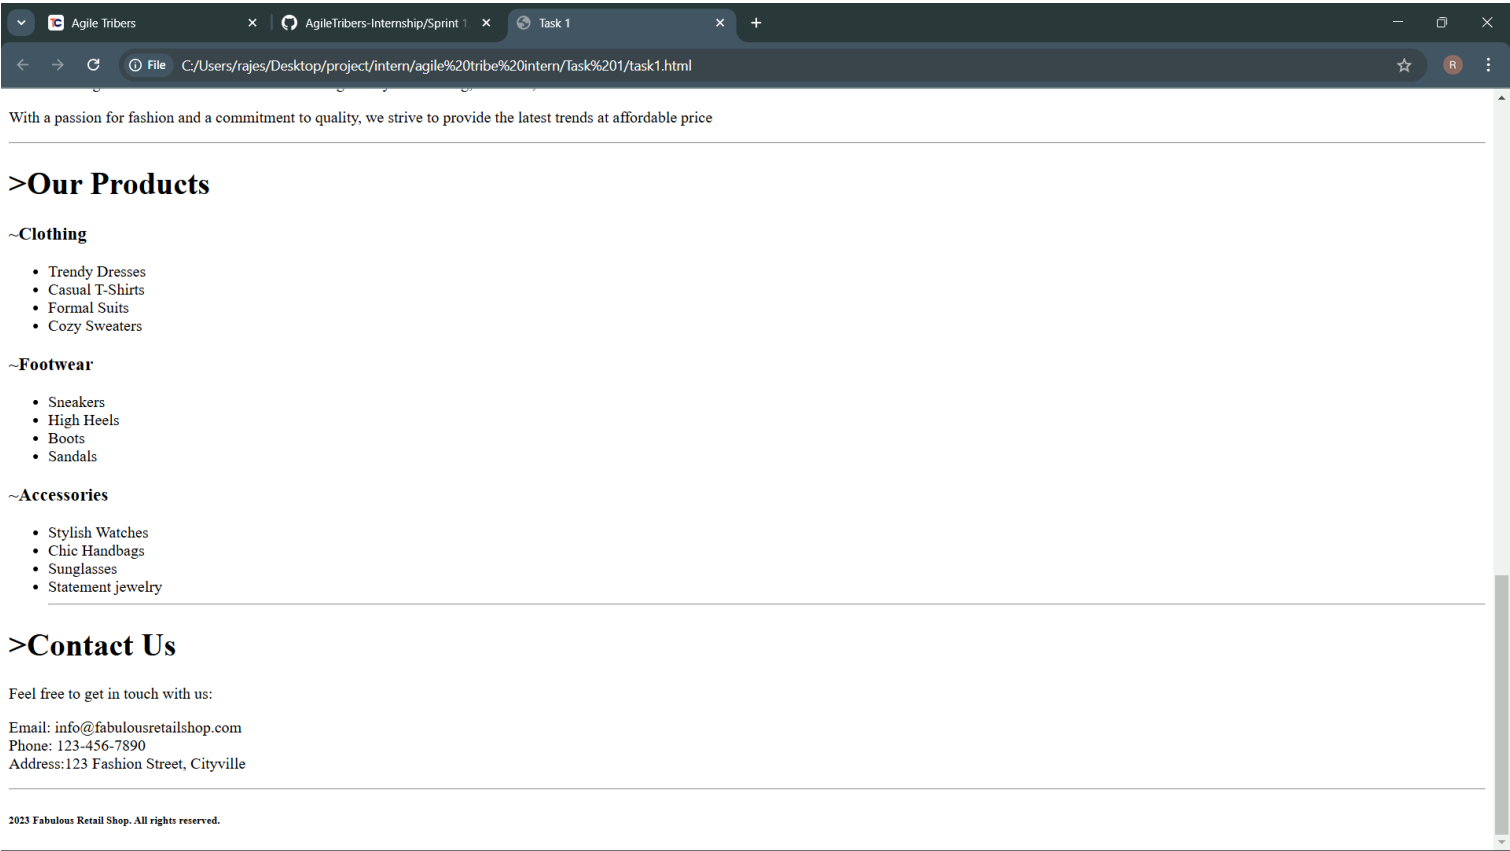 Agile Tribers
AgileTribers-Internship/Sprint 1
Task 1
File C:/Users/rajes/Desktop/project/intern/agile%20tribe%20intern/Task%201/task1.html
R
With a passion for fashion and a commitment to quality, we strive to provide the latest trends at affordable price
>Our Products
~Clothing
• Trendy Dresses
• Casual T-Shirts
• Formal Suits
• Cozy Sweaters
~Footwear
• Sneakers
• High Heels
• Boots
• Sandals
~Accessories
• Stylish Watches
• Chic Handbags
• Sunglasses
• Statement jewelry
>Contact Us
Feel free to get in touch with us:
Email: info@fabulousretailshop.com
Phone: 123-456-7890
Address:123 Fashion Street, Cityville
2023 Fabulous Retail Shop. All rights reserved.